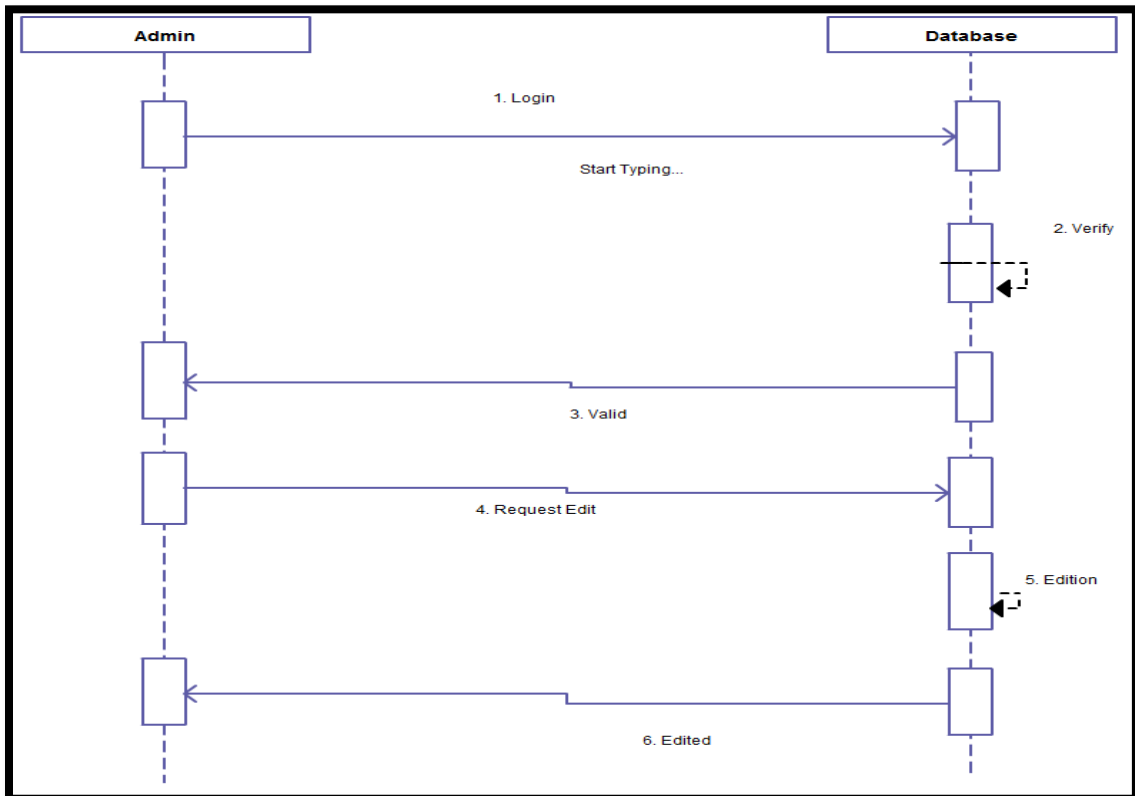 Admin
Database
1. Login
Start Typing...
2. Verify
3. Valid
4. Request Edit
5. Edition
6. Edited